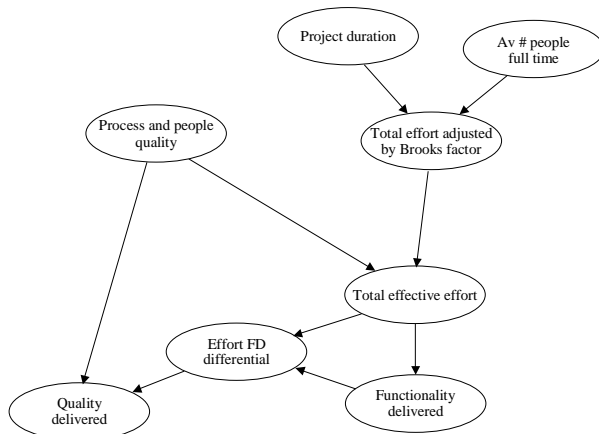 Project duration
Av # people
full time
Process and people
quality
Total effort adjusted
by Brooks factor
Total effective effort
Effort FD
differential
Functionality
delivered
Quality
delivered